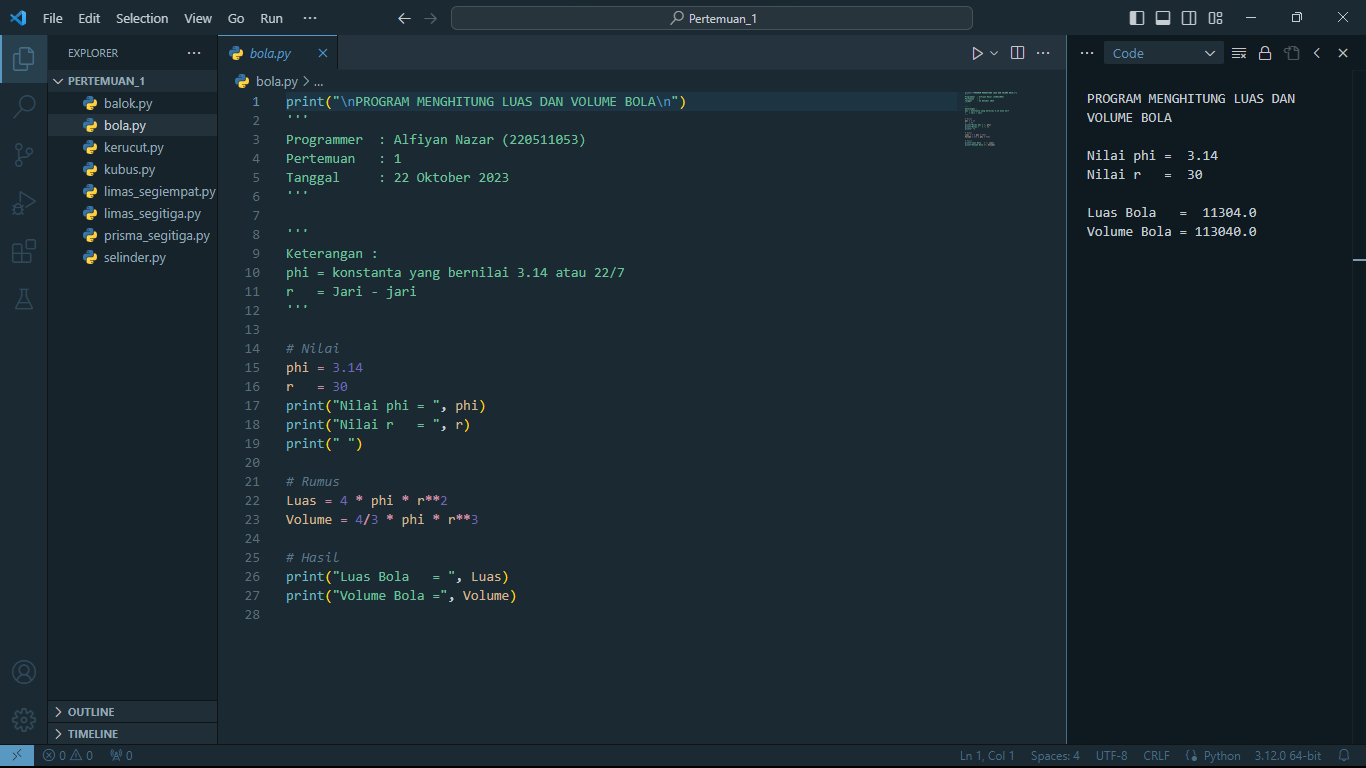 File Edit Selection View Go Run ··· Pertemuan_1
EXPLORER ···
PERTEMUAN_1
balok.py
bola.py
kerucut.py
kubus.py
limas_segiempat.py
limas_segitiga.py
prisma_segitiga.py
selinder.py
OUTLINE
TIMELINE
bola.py
bola.py > ...
1 print("\nPROGRAM MENGHITUNG LUAS DAN VOLUME BOLA\n")
2 '''
3 Programmer  : Alfiyan Nazar (220511053)
4 Pertemuan   : 1
5 Tanggal     : 22 Oktober 2023
6 '''
7
8 '''
9 Keterangan :
10 phi = konstanta yang bernilai 3.14 atau 22/7
11 r   = Jari - jari
12 '''
13
14 # Nilai
15 phi = 3.14
16 r   = 30
17 print("Nilai phi = ", phi)
18 print("Nilai r   = ", r)
19 print(" ")
20
21 # Rumus
22 Luas = 4 * phi * r**2
23 Volume = 4/3 * phi * r**3
24
25 # Hasil
26 print("Luas Bola   = ", Luas)
27 print("Volume Bola =", Volume)
28
··· Code
PROGRAM MENGHITUNG LUAS DAN
VOLUME BOLA
Nilai phi =  3.14
Nilai r   =  30
Luas Bola   =  11304.0
Volume Bola = 113040.0
0 0 0 Ln 1, Col 1 Spaces: 4 UTF-8 CRLF Python 3.12.0 64-bit